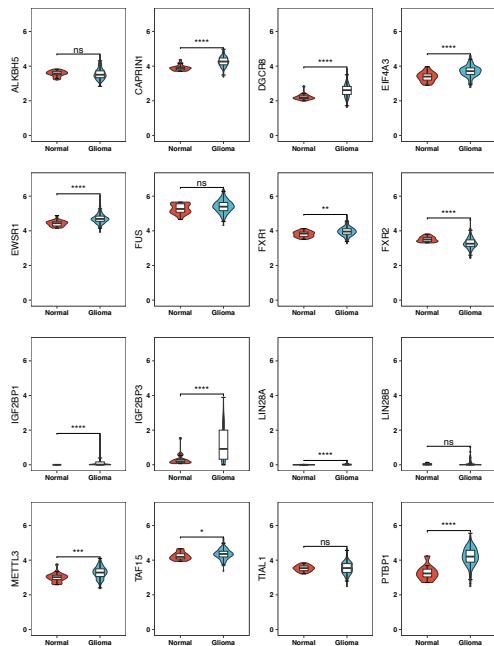 ALKBH5
6
4
2
0
ns
Normal Glioma
CAPRIN1
6
4
2
0
****
Normal Glioma
DGCR8
6
4
2
0
****
Normal Glioma
EIF4A3
6
4
2
0
****
Normal Glioma
EWSR1
6
4
2
0
****
Normal Glioma
FUS
6
4
2
0
ns
Normal Glioma
FXR1
6
4
2
0
**
Normal Glioma
FXR2
6
4
2
0
****
Normal Glioma
IGF2BP1
6
4
2
0
****
Normal Glioma
IGF2BP3
6
4
2
0
****
Normal Glioma
LIN28A
6
4
2
0
****
Normal Glioma
LIN28B
6
4
2
0
ns
Normal Glioma
METTL3
6
4
2
0
***
Normal Glioma
TAF15
6
4
2
0
*
Normal Glioma
TIAL1
6
4
2
0
ns
Normal Glioma
PTBP1
6
4
2
0
****
Normal Glioma